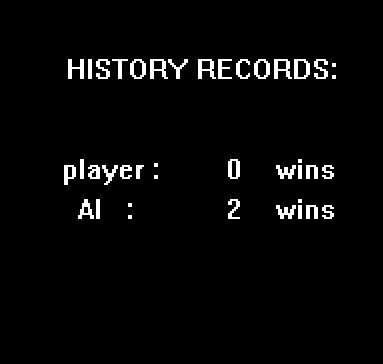 HISTORY RECORDS:
player : 0 wins
AI : 2 wins